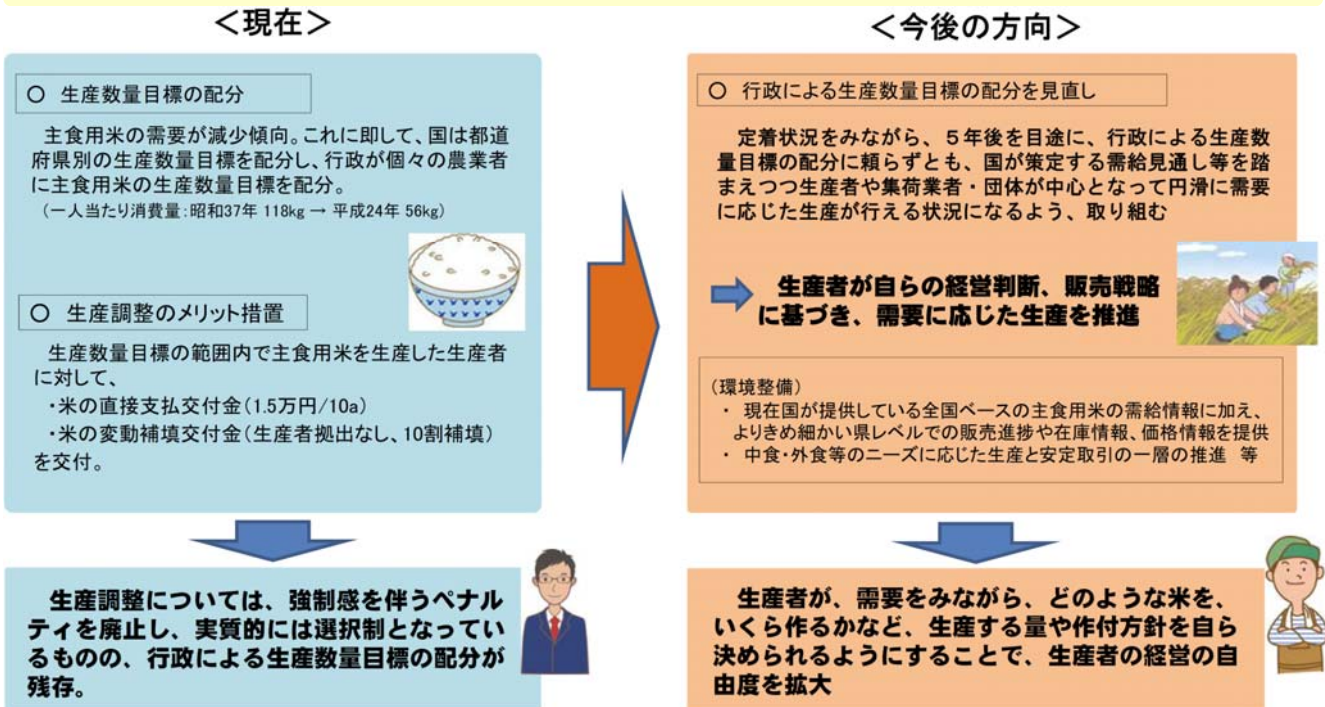 ＜現在＞
○ 生産数量目標の配分
主食用米の需要が減少傾向。これに即して、国は都道
府県別の生産数量目標を配分し、行政が個々の農業者
に主食用米の生産数量目標を配分。
（一人当たり消費量：昭和37年 118kg → 平成24年 56kg）
○ 生産調整のメリット措置
生産数量目標の範囲内で主食用米を生産した生産者
に対して、
・米の直接支払交付金（1.5万円/10a）
・米の変動補填交付金（生産者拠出なし、10割補填）
を交付。
生産調整については、強制感を伴うペナル
ティを廃止し、実質的には選択制となってい
るものの、行政による生産数量目標の配分が
残存。
＜今後の方向＞
○ 行政による生産数量目標の配分を見直し
定着状況をみながら、５年後を目途に、行政による生産数
量目標の配分に頼らずとも、国が策定する需給見通し等を踏
まえつつ生産者や集荷業者・団体が中心となって円滑に需要
に応じた生産が行える状況になるよう、取り組む
生産者が自らの経営判断、販売戦略
に基づき、需要に応じた生産を推進
（環境整備）
・ 現在国が提供している全国ベースの主食用米の需給情報に加え、
よりきめ細かい県レベルでの販売進捗や在庫情報、価格情報を提供
・ 中食・外食等のニーズに応じた生産と安定取引の一層の推進 等
生産者が、需要をみながら、どのような米を、
いくら作るかなど、生産する量や作付方針を自ら
決められるようにすることで、生産者の経営の自
由度を拡大